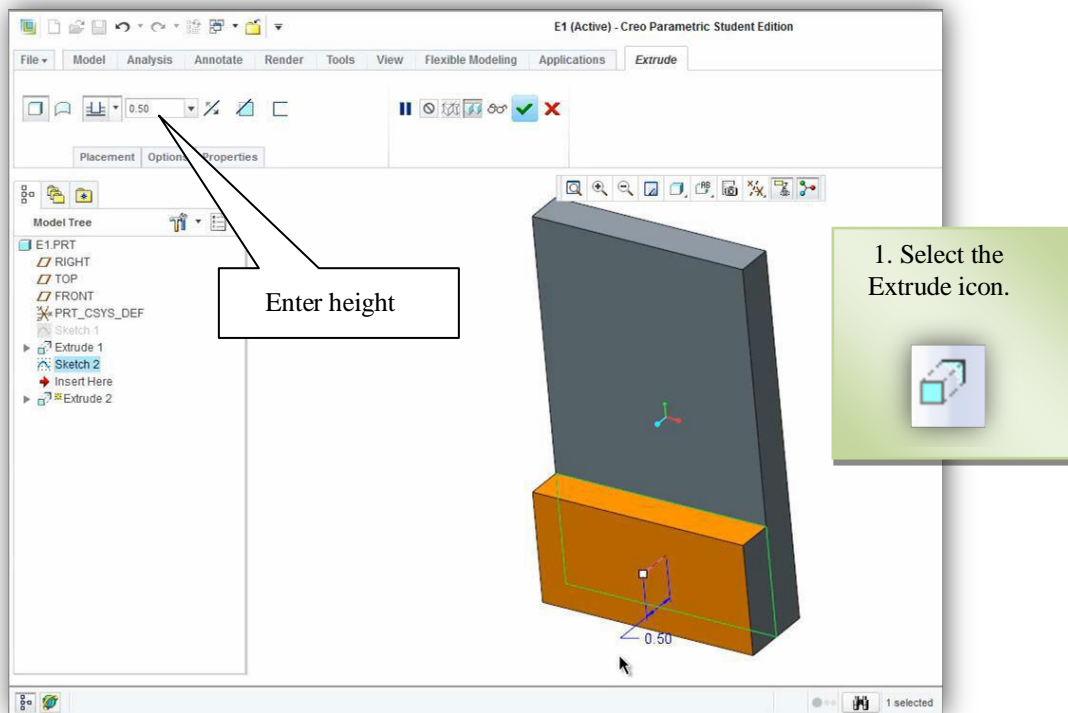 E1 (Active) - Creo Parametric Student Edition
File Model Analysis Annotate Render Tools View Flexible Modeling Applications Extrude
0.50
Placement Options Properties
Model Tree
E1.PRT
RIGHT
TOP
FRONT
PRT_CSYS_DEF
Sketch 1
Extrude 1
Sketch 2
Insert Here
Extrude 2
Enter height
1. Select the
Extrude icon.
0.50
1 selected